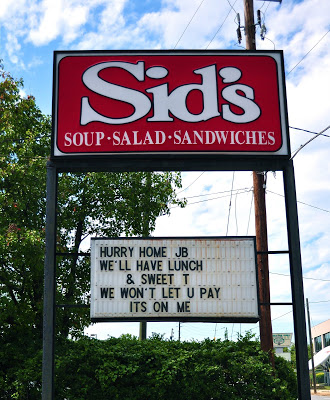 Sid's
SOUP·SALAD·SANDWICHES
HURRY HOME JB
WE'LL HAVE LUNCH
& SWEET T
WE WON'T LET U PAY
ITS ON ME